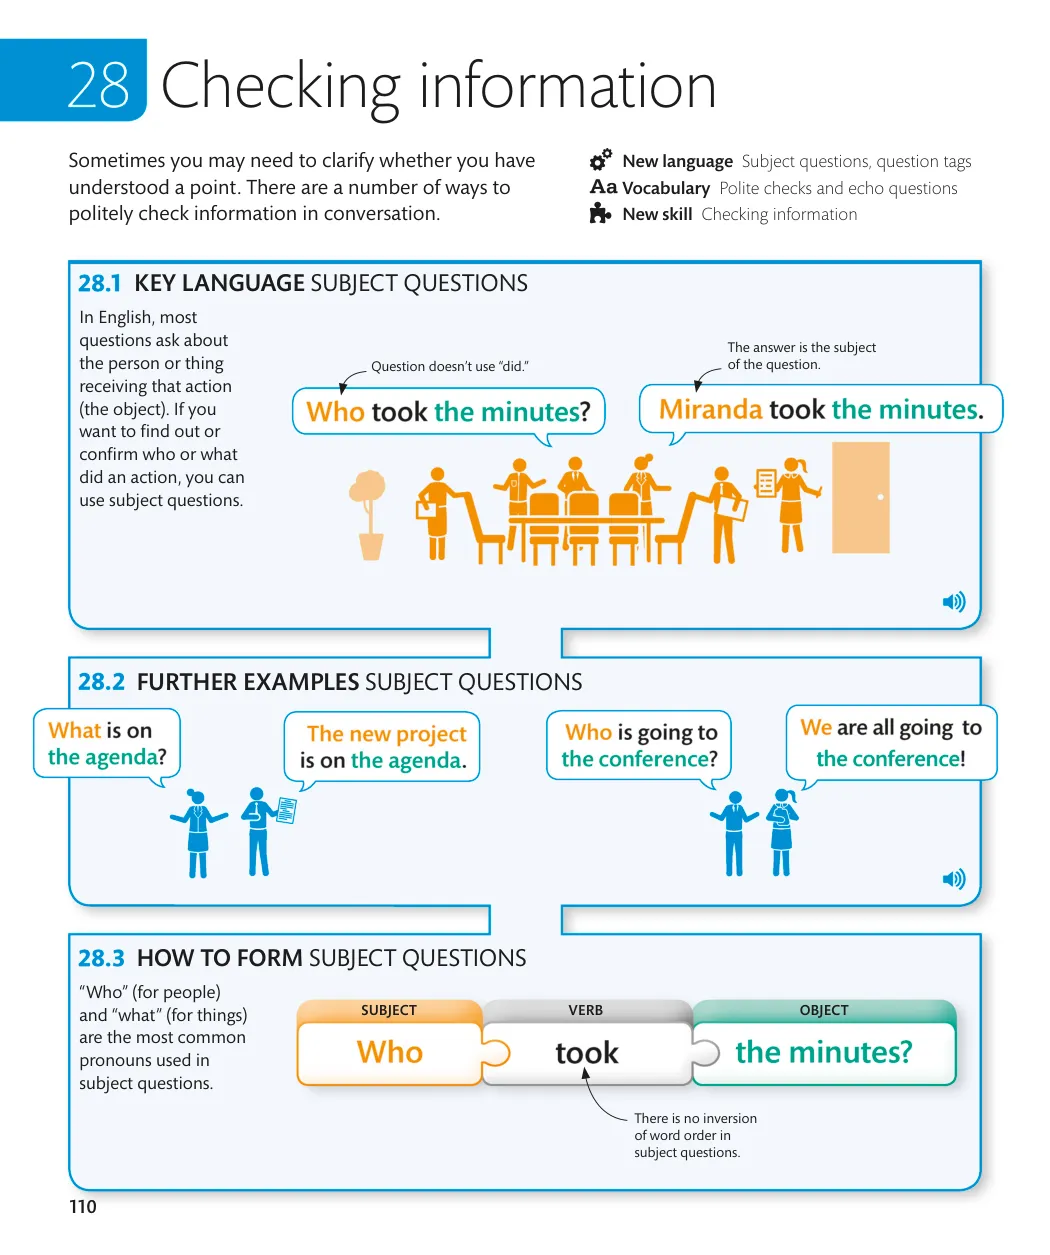 28 Checking information
Sometimes you may need to clarify whether you have
understood a point. There are a number of ways to
politely check information in conversation.
New language Subject questions, question tags
Aa Vocabulary Polite checks and echo questions
New skill Checking information
28.1 KEY LANGUAGE SUBJECT QUESTIONS
In English, most
questions ask about
the person or thing
receiving that action
(the object). If you
want to find out or
confirm who or what
did an action, you can
use subject questions.
Question doesn’t use “did.”
Who took the minutes?
The answer is the subject
of the question.
Miranda took the minutes.
28.2 FURTHER EXAMPLES SUBJECT QUESTIONS
What is on
the agenda?
The new project
is on the agenda.
Who is going to
the conference?
We are all going to
the conference!
28.3 HOW TO FORM SUBJECT QUESTIONS
“Who” (for people)
and “what” (for things)
are the most common
pronouns used in
subject questions.
SUBJECT VERB OBJECT
Who took the minutes?
There is no inversion
of word order in
subject questions.
110